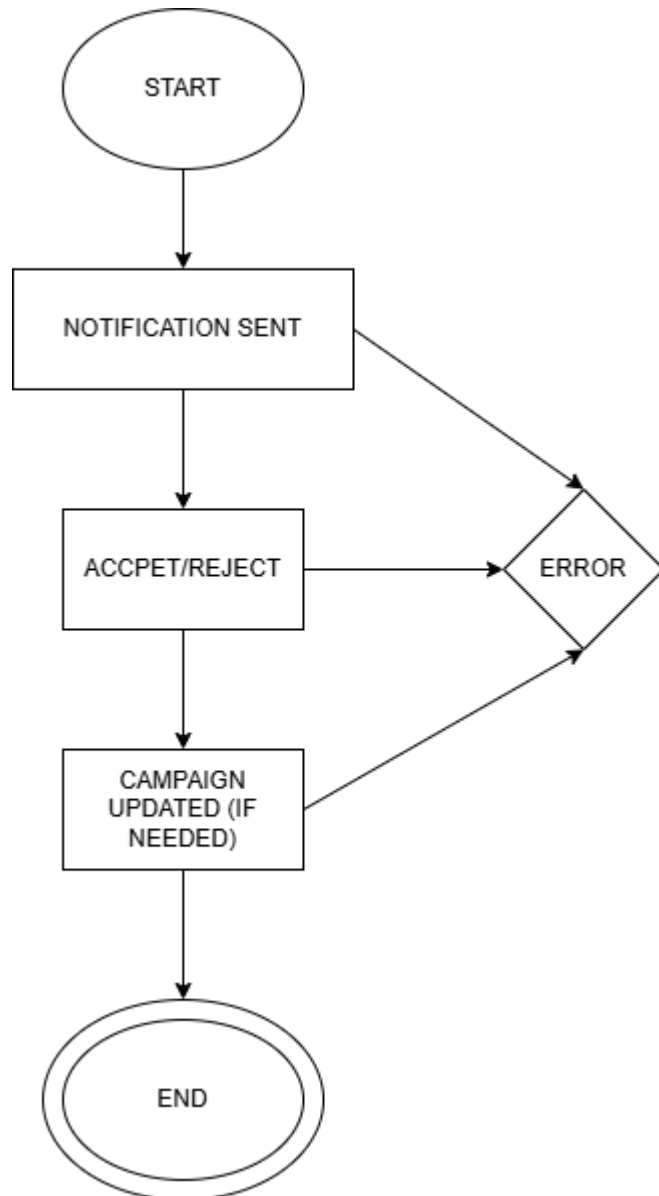 START
NOTIFICATION SENT
ACCPET/REJECT
ERROR
CAMPAIGN
UPDATED (IF
NEEDED)
END